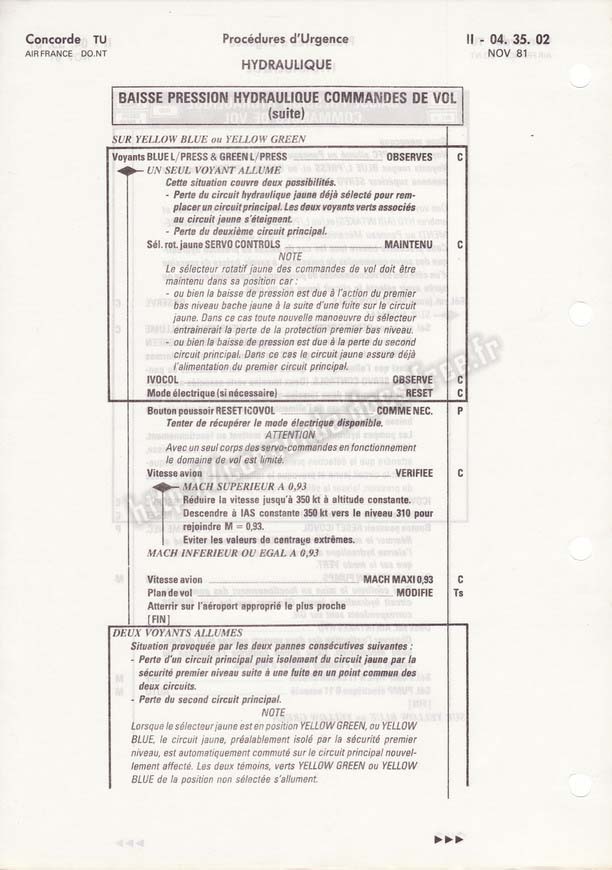 Concorde TU
AIR FRANCE DO.NT
Procédures d'Urgence
HYDRAULIQUE
II - 04. 35. 02
NOV 81
BAISSE PRESSION HYDRAULIQUE COMMANDES DE VOL
(suite)
SUR YELLOW BLUE ou YELLOW GREEN
Voyants BLUE L/PRESS & GREEN L/PRESS OBSERVES C
UN SEUL VOYANT ALLUME
Cette situation couvre deux possibilités.
- Perte du circuit hydraulique jaune déjà sélecté pour rem-
placer un circuit principal. Les deux voyants verts associés
au circuit jaune s'éteignent.
- Perte du deuxième circuit principal.
Sél. rot. jaune SERVO CONTROLS MAINTENU C
NOTE
Le sélecteur rotatif jaune des commandes de vol doit être
maintenu dans sa position car :
- ou bien la baisse de pression est due à l'action du premier
bas niveau bache jaune à la suite d'une fuite sur le circuit
jaune. Dans ce cas toute nouvelle manoeuvre du sélecteur
entrainerait la perte de la protection premier bas niveau.
- ou bien la baisse de pression est due à la perte du second
circuit principal. Dans ce cas le circuit jaune assure déjà
l'alimentation du premier circuit principal.
IVOCOL OBSERVE C
Mode électrique (si nécessaire) RESET C
Bouton poussoir RESET ICOVOL COMME NEC. P
Tenter de récupérer le mode électrique disponible.
ATTENTION
Avec un seul corps des servo-commandes en fonctionnement
le domaine de vol est limité.
Vitesse avion VERIFIEE C
MACH SUPERIEUR A 0,93
Réduire la vitesse jusqu'à 350 kt à altitude constante.
Descendre à IAS constante 350 kt vers le niveau 310 pour
rejoindre M = 0,93.
Eviter les valeurs de centrage extrêmes.
MACH INFERIEUR OU EGAL A 0,93
Vitesse avion MACH MAXI 0,93 C
Plan de vol MODIFIE Ts
Atterrir sur l'aéroport approprié le plus proche
[FIN]
DEUX VOYANTS ALLUMES
Situation provoquée par les deux pannes consécutives suivantes :
- Perte d'un circuit principal puis isolement du circuit jaune par la
sécurité premier niveau suite à une fuite en un point commun des
deux circuits.
- Perte du second circuit principal.
NOTE
Lorsque le sélecteur jaune est en position YELLOW GREEN, ou YELLOW
BLUE, le circuit jaune, préalablement isolé par la sécurité premier
niveau, est automatiquement commuté sur le circuit principal nouvel-
lement affecté. Les deux témoins, verts YELLOW GREEN ou YELLOW
BLUE de la position non sélectée s'allument.